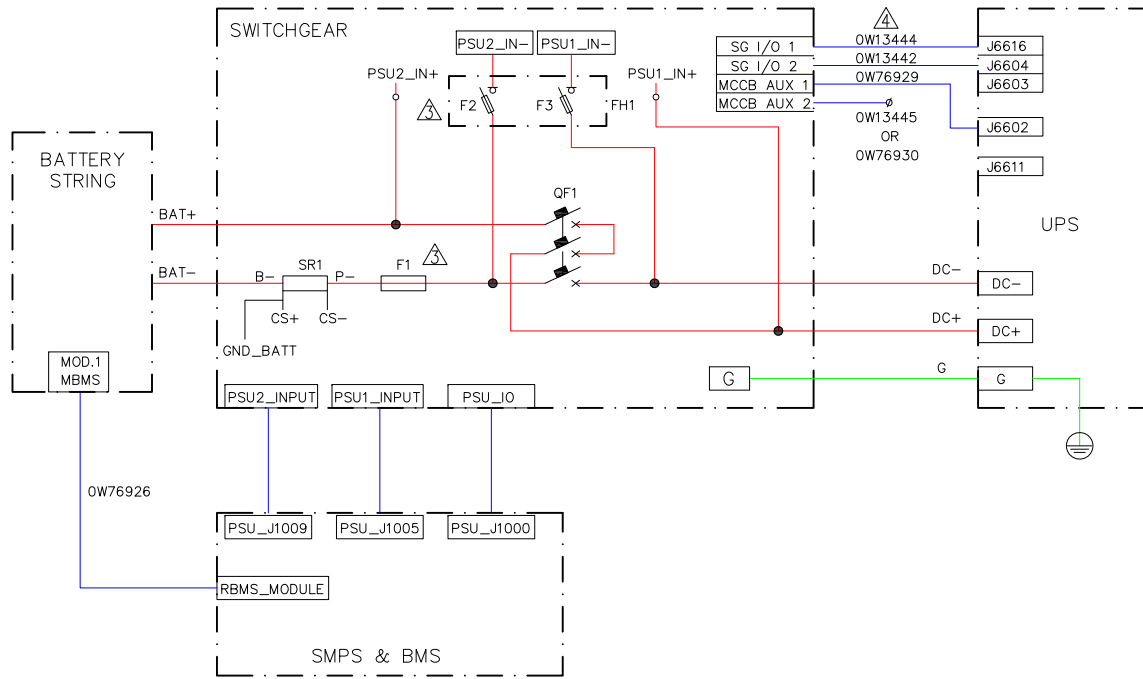 SWITCHGEAR
PSU2_IN-
PSU1_IN-
PSU2_IN+
PSU1_IN+
3
F2
F3
FH1
SG I/O 1
SG I/O 2
MCCB AUX 1
MCCB AUX 2
4
0W13444
0W13442
0W76929
0W13445
OR
0W76930
J6616
J6604
J6603
J6602
J6611
UPS
BATTERY
STRING
BAT+
BAT-
QF1
B-
SR1
P-
F1
3
CS+
CS-
GND_BATT
DC-
DC-
DC+
DC+
G
G
G
MOD.1
MBMS
PSU2_INPUT
PSU1_INPUT
PSU_IO
0W76926
PSU_J1009
PSU_J1005
PSU_J1000
RBMS_MODULE
SMPS & BMS